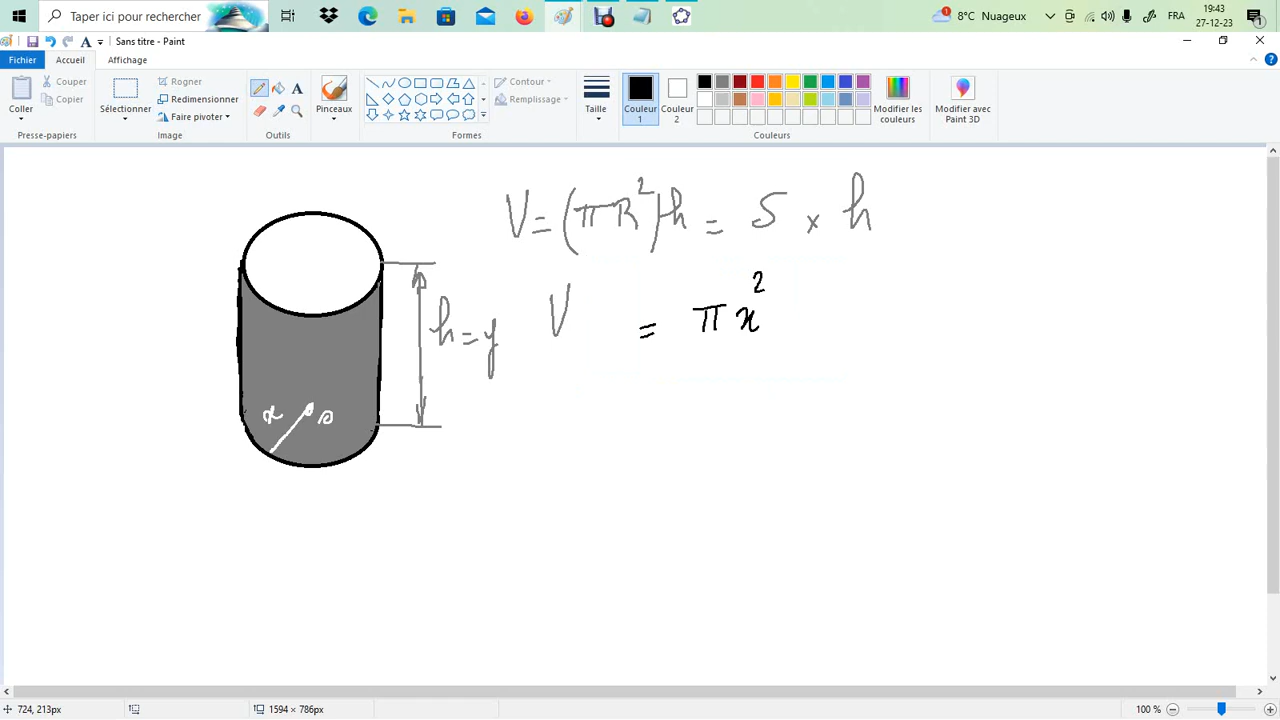 Taper ici pour rechercher
8°C Nuageux
FRA
19:43
27-12-23
1
Sans titre - Paint
Fichier
Accueil
Affichage
Coller
Couper
Copier
Presse-papiers
Sélectionner
Rogner
Redimensionner
Faire pivoter
Image
A
Outils
Pinceaux
Contour
Remplissage
Formes
Taille
Couleur 1
Couleur 2
Modifier les couleurs
Couleurs
Modifier avec Paint 3D
V = (πR²)h = S × h
V = πx²
h = y
x
724, 213px
1594 × 786px
100 %